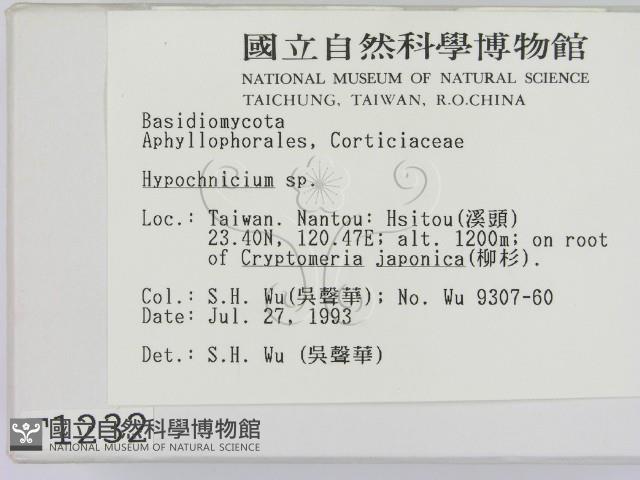 國立自然科學博物館
NATIONAL MUSEUM OF NATURAL SCIENCE
TAICHUNG, TAIWAN, R.O.CHINA
Basidiomycota
Aphyllophorales, Corticiaceae
Hypochnicium sp.
Loc.: Taiwan. Nantou: Hsitou(溪頭)
23.40N, 120.47E; alt. 1200m; on root
of Cryptomeria japonica(柳杉).
Col.: S.H. Wu(吳聲華); No. Wu 9307-60
Date: Jul. 27, 1993
Det.: S.H. Wu (吳聲華)
1232
國立自然科學博物館
NATIONAL MUSEUM OF NATURAL SCIENCE